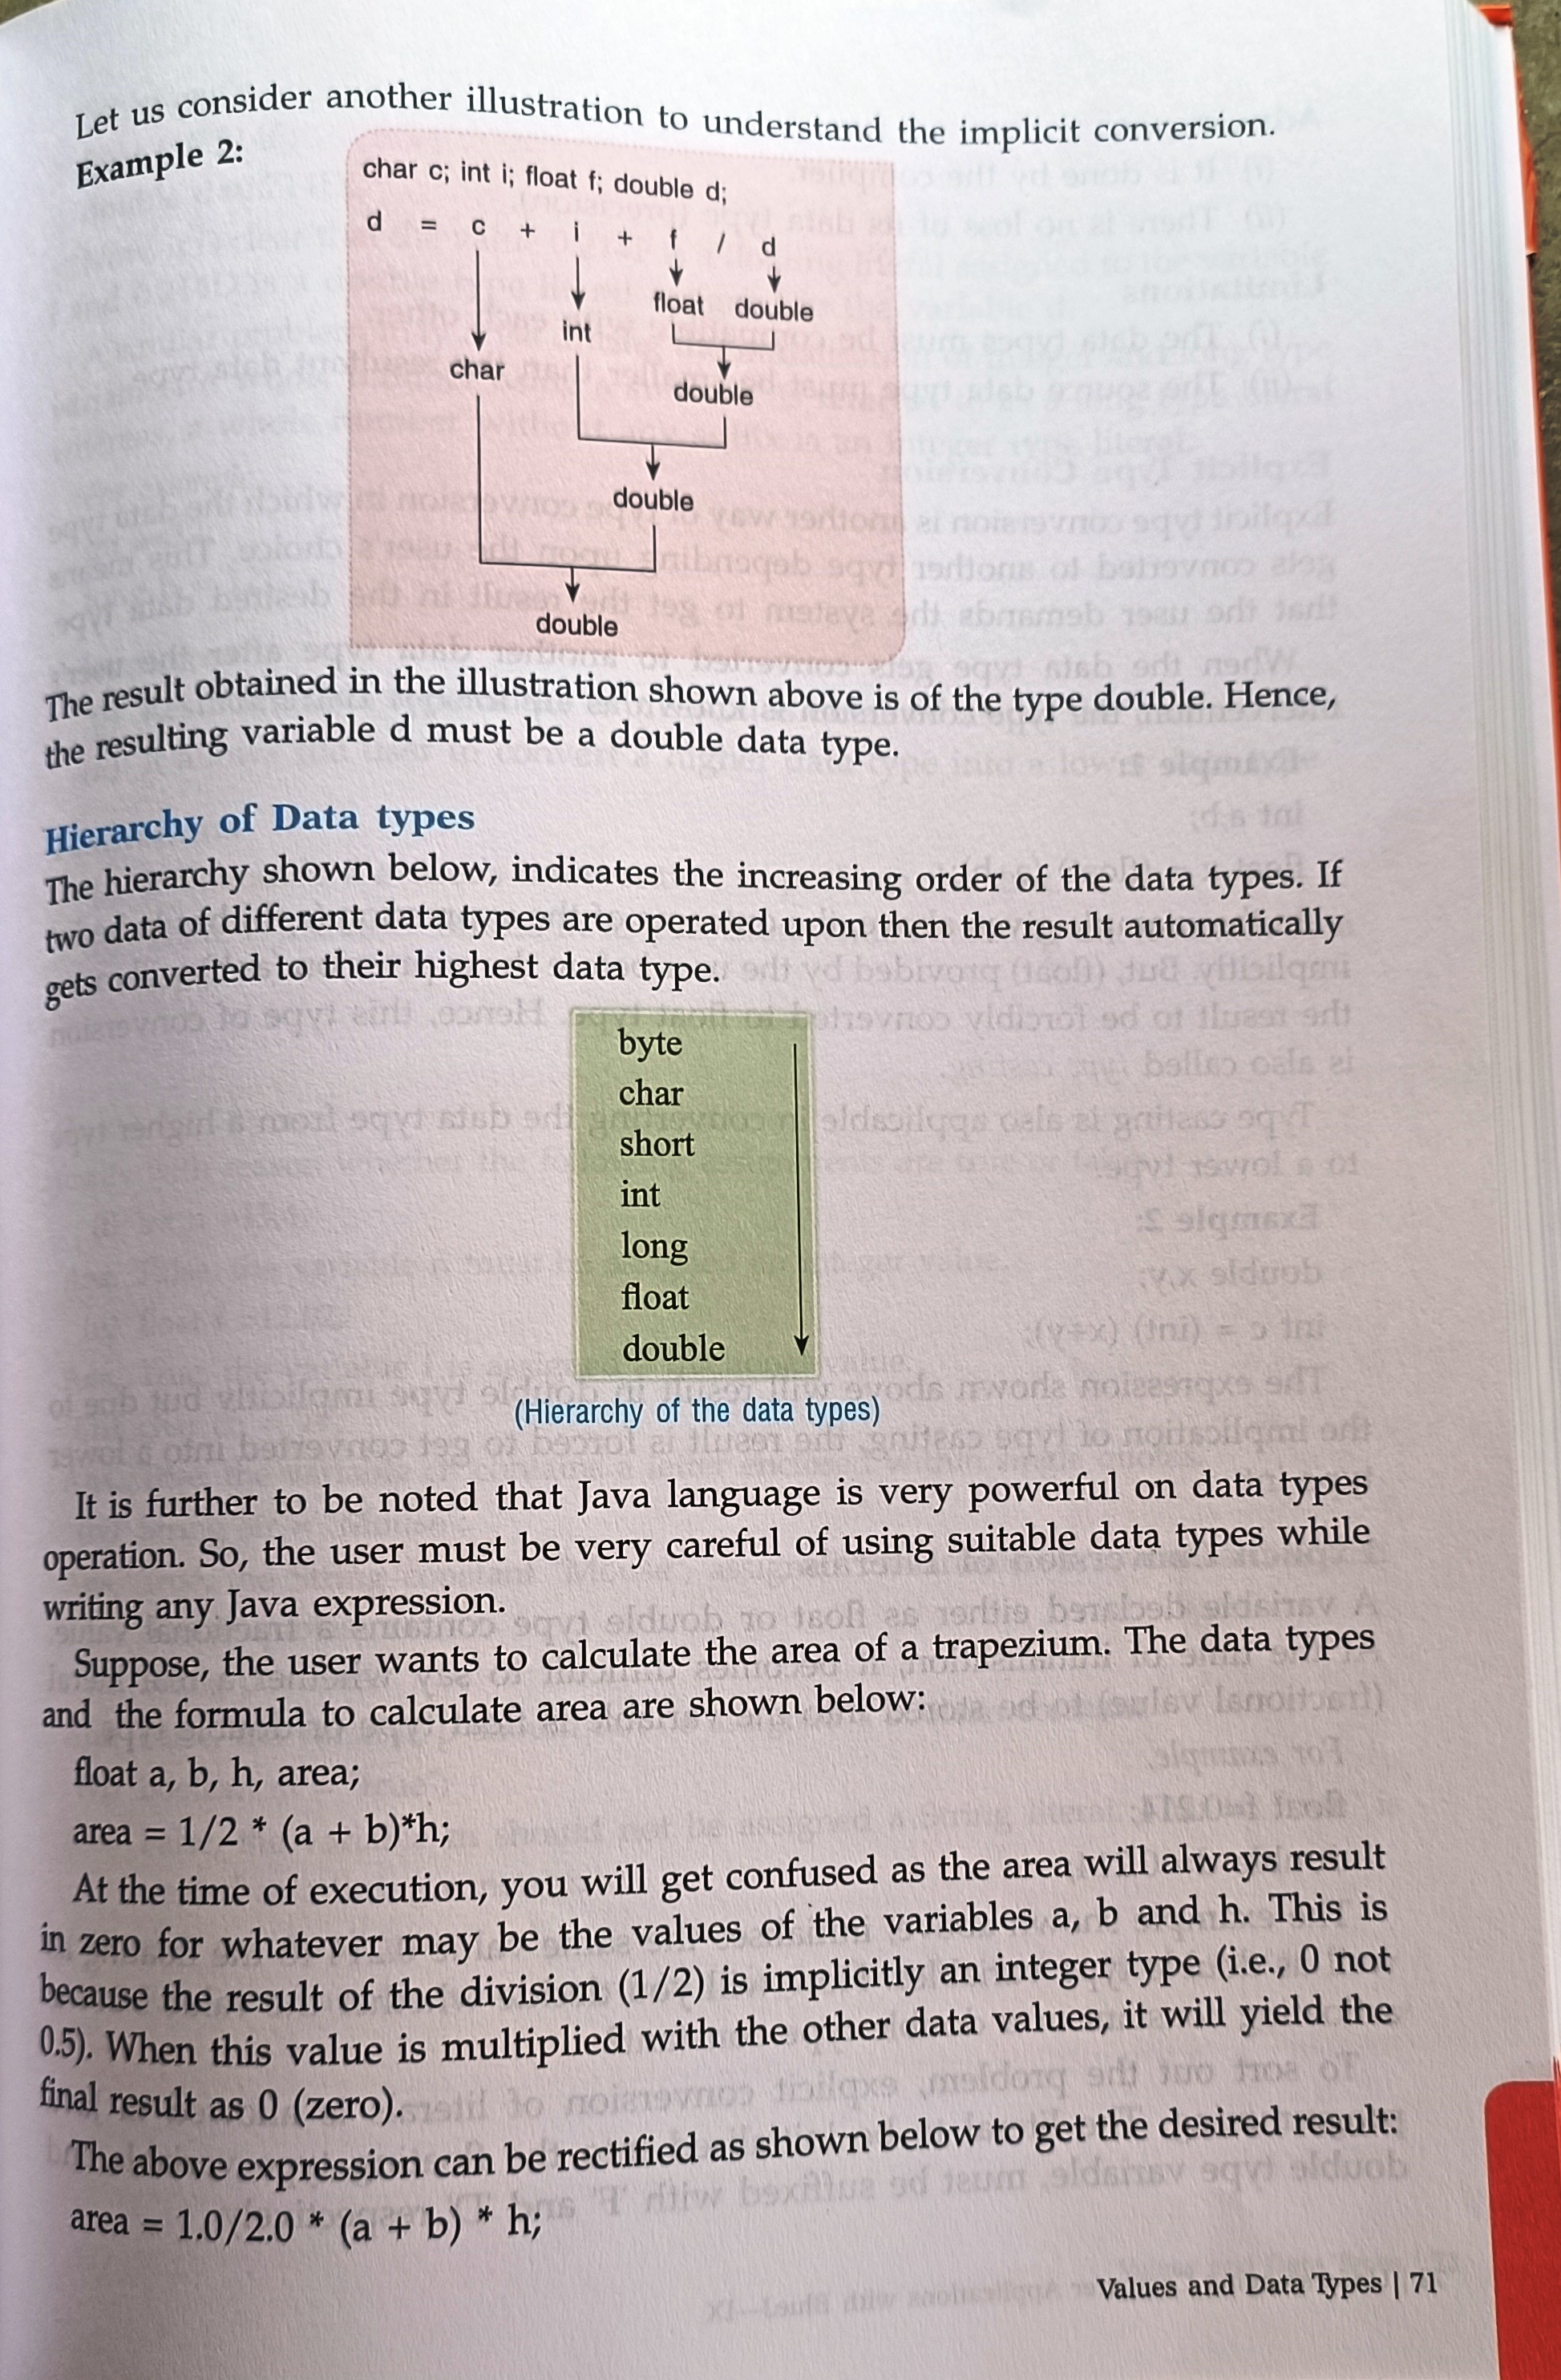 Let us consider another illustration to understand the implicit conversion.
Example 2:
char c; int i; float f; double d;
d = c + i + f / d
float double
int
char
double
double
double
The result obtained in the illustration shown above is of the type double. Hence,
the resulting variable d must be a double data type.
Hierarchy of Data types
The hierarchy shown below, indicates the increasing order of the data types. If
two data of different data types are operated upon then the result automatically
gets converted to their highest data type.
byte
char
short
int
long
float
double
(Hierarchy of the data types)
It is further to be noted that Java language is very powerful on data types
operation. So, the user must be very careful of using suitable data types while
writing any Java expression.
Suppose, the user wants to calculate the area of a trapezium. The data types
and the formula to calculate area are shown below:
float a, b, h, area;
area = 1/2 * (a + b)*h;
At the time of execution, you will get confused as the area will always result
in zero for whatever may be the values of the variables a, b and h. This is
because the result of the division (1/2) is implicitly an integer type (i.e., 0 not
0.5). When this value is multiplied with the other data values, it will yield the
final result as 0 (zero).
The above expression can be rectified as shown below to get the desired result:
area = 1.0/2.0 * (a + b) * h;
Values and Data Types | 71